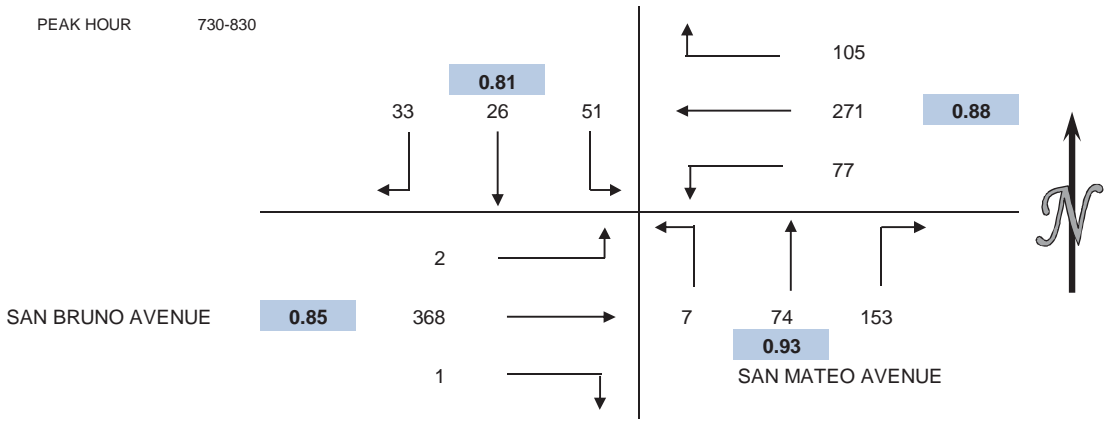 PEAK HOUR 730-830
105
0.81
33 26 51
271 0.88
77
2
SAN BRUNO AVENUE 0.85 368
7 74 153
0.93
1
SAN MATEO AVENUE
N